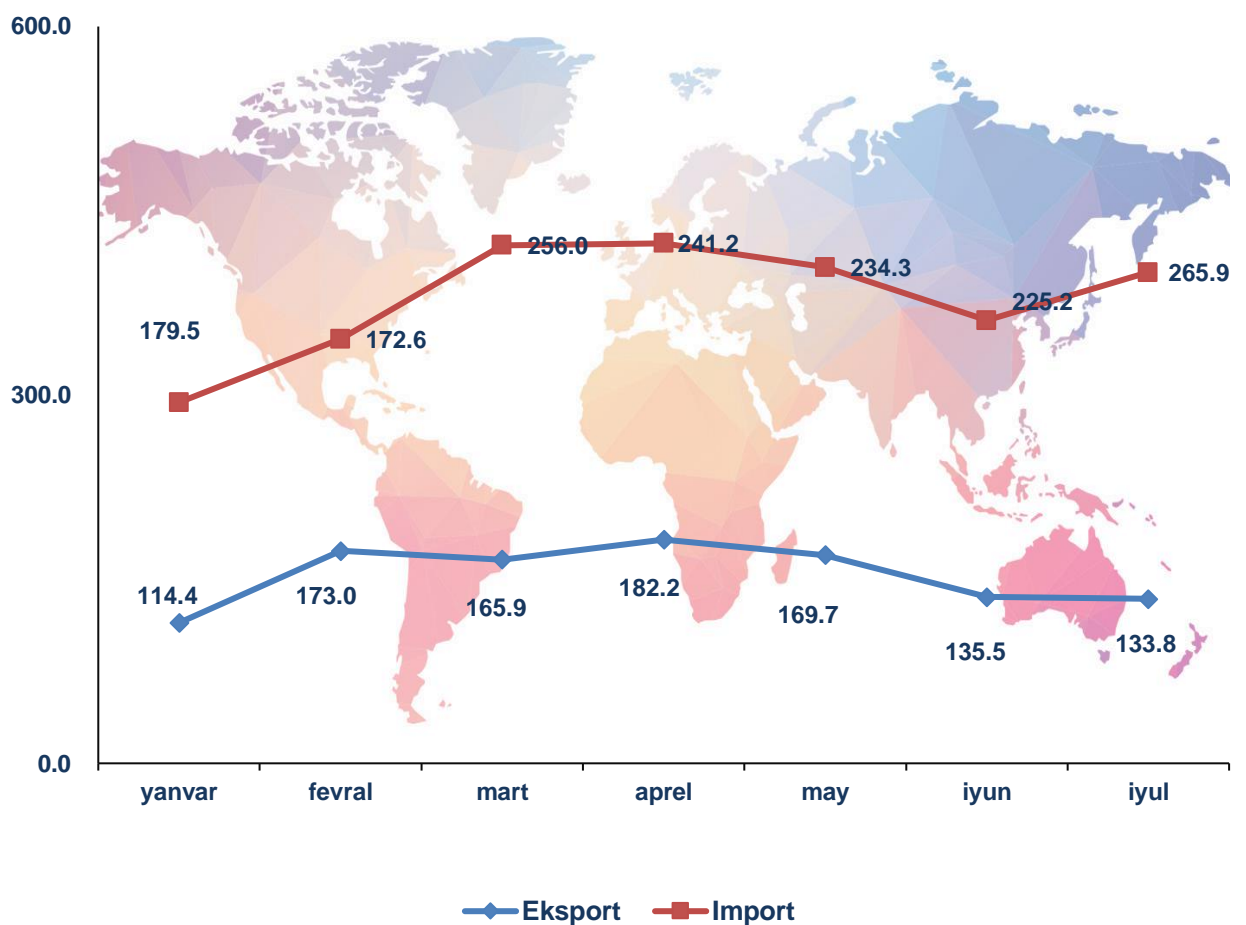 600.0
256.0 241.2 234.3 265.9
225.2
179.5 172.6
300.0
114.4 173.0 165.9 182.2 169.7
135.5 133.8
0.0
yanvar fevral mart aprel may iyun iyul
Eksport Import